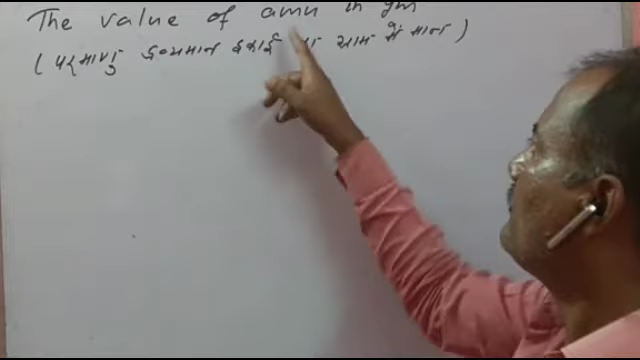 The value of amu in gm
(परमाणु द्रव्यमान इकाई का ग्राम में मान)